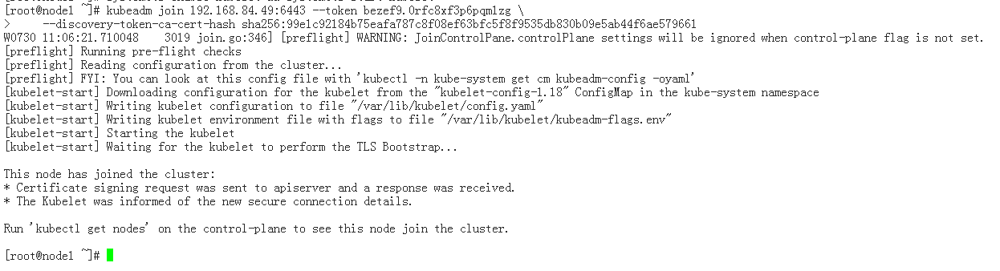 [root@node1 ~]# kubeadm join 192.168.84.49:6443 --token bezef9.0rfc8xf3p6pqm1zg \
>     --discovery-token-ca-cert-hash sha256:99e1c92184b75eafa787c8f08ef63bfc5f8f9535db830b09e5ab44f6ae579661
W0730 11:06:21.710048    3019 join.go:346] [preflight] WARNING: JoinControlPane.controlPlane settings will be ignored when control-plane flag is not set.
[preflight] Running pre-flight checks
[preflight] Reading configuration from the cluster...
[preflight] FYI: You can look at this config file with 'kubectl -n kube-system get cm kubeadm-config -oyaml'
[kubelet-start] Downloading configuration for the kubelet from the "kubelet-config-1.18" ConfigMap in the kube-system namespace
[kubelet-start] Writing kubelet configuration to file "/var/lib/kubelet/config.yaml"
[kubelet-start] Writing kubelet environment file with flags to file "/var/lib/kubelet/kubeadm-flags.env"
[kubelet-start] Starting the kubelet
[kubelet-start] Waiting for the kubelet to perform the TLS Bootstrap...

This node has joined the cluster:
* Certificate signing request was sent to apiserver and a response was received.
* The Kubelet was informed of the new secure connection details.

Run 'kubectl get nodes' on the control-plane to see this node join the cluster.

[root@node1 ~]#